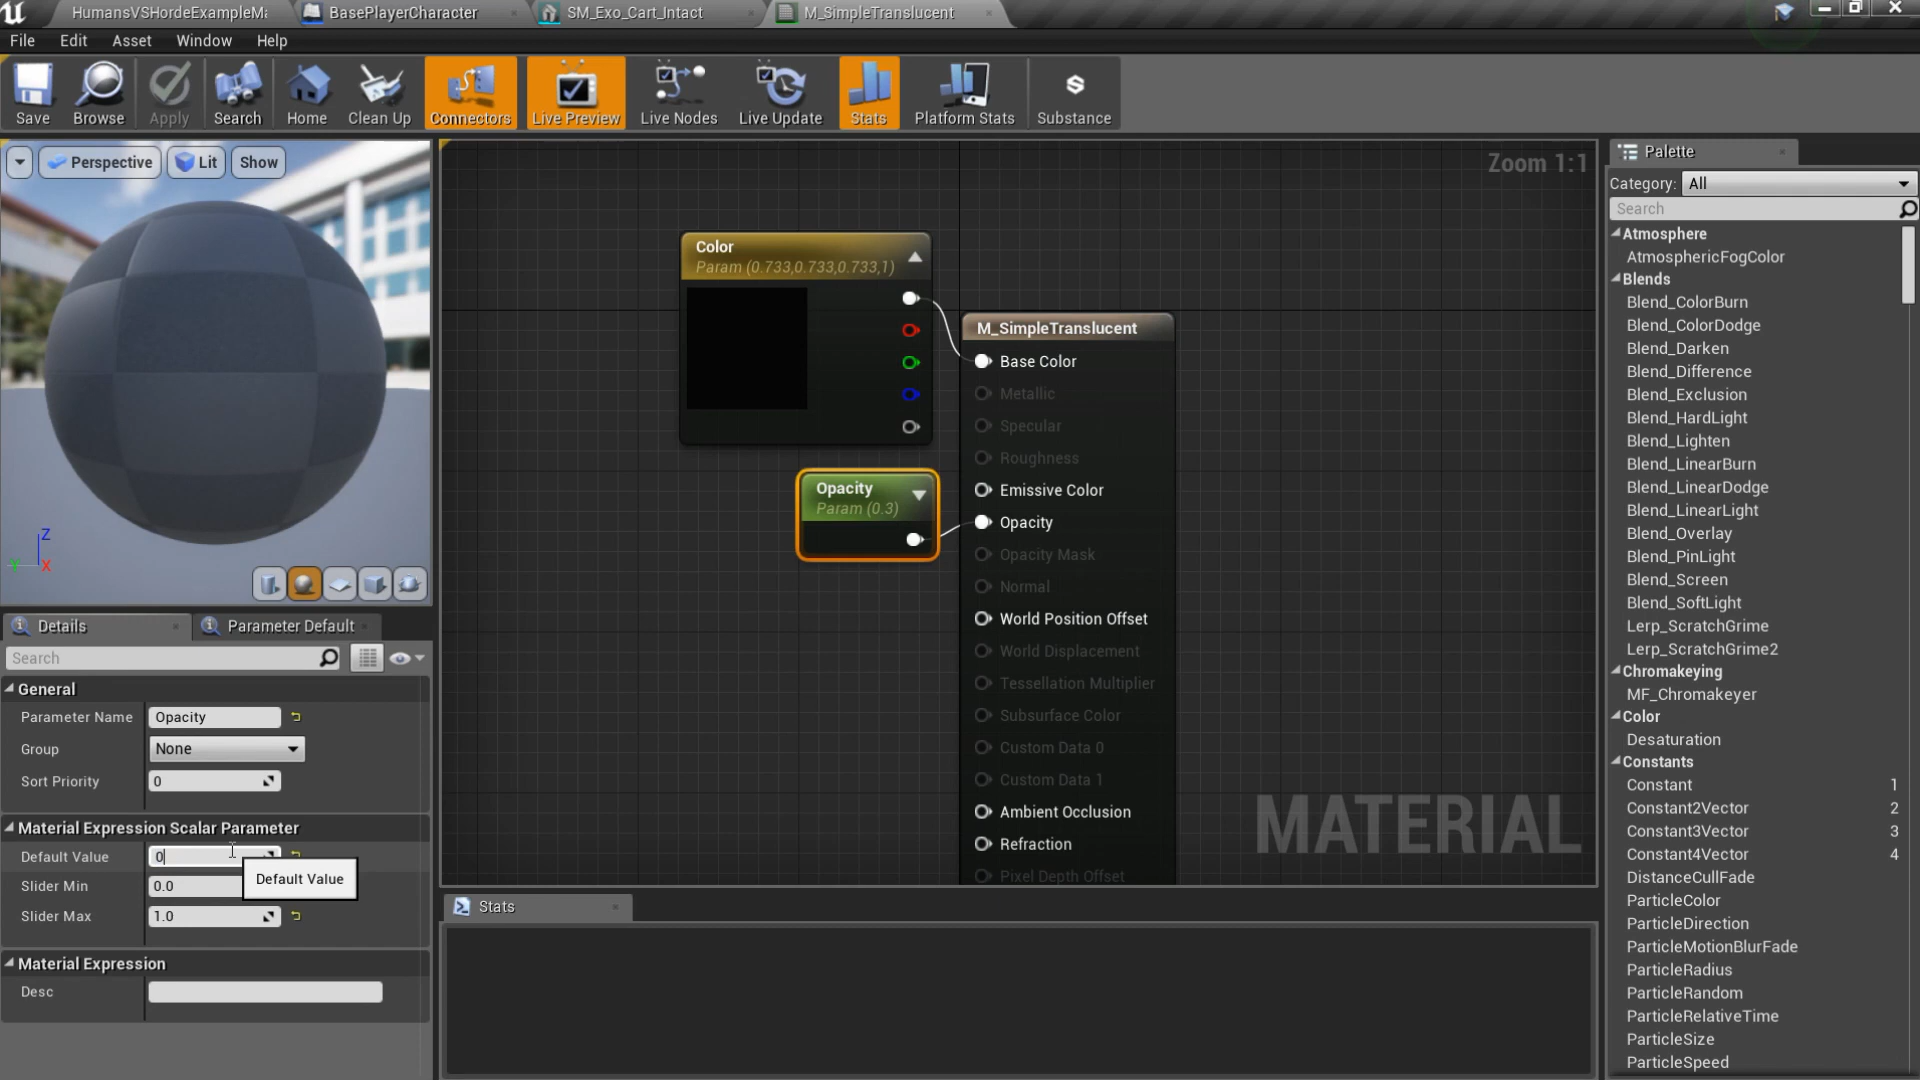 HumansVSHordeExampleMa
BasePlayerCharacter
SM_Exo_Cart_Intact
M_SimpleTranslucent
File Edit Asset Window Help
Save
Browse
Apply
Search
Home
Clean Up
Connectors
Live Preview
Live Nodes
Live Update
Stats
Platform Stats
Substance
Perspective
Lit
Show
Z
Y
X
Details
Parameter Default
Search
General
Parameter Name Opacity
Group None
Sort Priority 0
Material Expression Scalar Parameter
Default Value 0
Default Value
Slider Min 0.0
Slider Max 1.0
Material Expression
Desc
Zoom 1:1
Color
Param (0.733,0.733,0.733,1)
Opacity
Param (0.3)
M_SimpleTranslucent
Base Color
Metallic
Specular
Roughness
Emissive Color
Opacity
Opacity Mask
Normal
World Position Offset
World Displacement
Tessellation Multiplier
Subsurface Color
Custom Data 0
Custom Data 1
Ambient Occlusion
Refraction
Pixel Depth Offset
MATERIAL
Stats
Palette
Category: All
Search
Atmosphere
AtmosphericFogColor
Blends
Blend_ColorBurn
Blend_ColorDodge
Blend_Darken
Blend_Difference
Blend_Exclusion
Blend_HardLight
Blend_Lighten
Blend_LinearBurn
Blend_LinearDodge
Blend_LinearLight
Blend_Overlay
Blend_PinLight
Blend_Screen
Blend_SoftLight
Lerp_ScratchGrime
Lerp_ScratchGrime2
Chromakeying
MF_Chromakeyer
Color
Desaturation
Constants
Constant 1
Constant2Vector 2
Constant3Vector 3
Constant4Vector 4
DistanceCullFade
ParticleColor
ParticleDirection
ParticleMotionBlurFade
ParticleRadius
ParticleRandom
ParticleRelativeTime
ParticleSize
ParticleSpeed